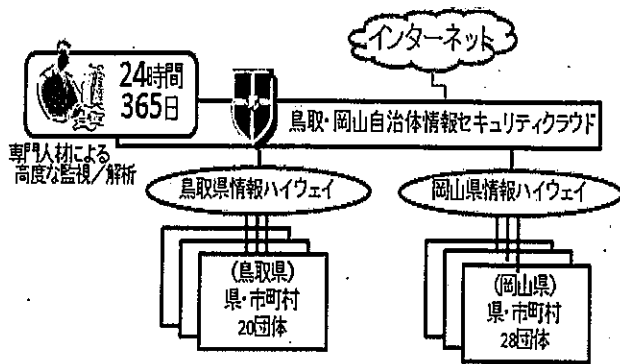 インターネット
24時間
365日
鳥取・岡山自治体情報セキュリティクラウド
専門人材による
高度な監視/解析
鳥取県情報ハイウェイ
岡山県情報ハイウェイ
(鳥取県)
県・市町村
20団体
(岡山県)
県・市町村
28団体